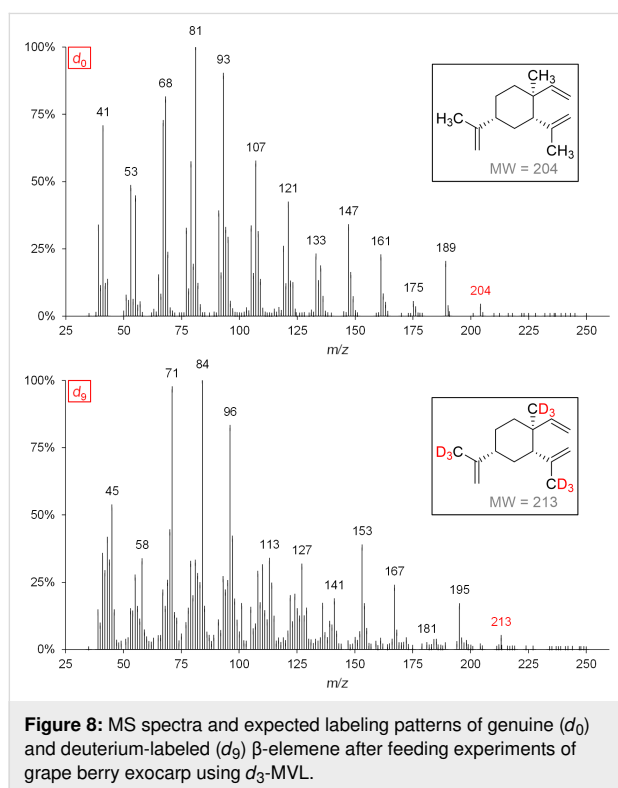 100%
75%
50%
25%
0%
d₀
41
53
68
81
93
107
121
133
147
161
175
189
204
CH₃
H₃C
CH₃
MW = 204
25 50 75 100 125 150 175 200 225 250
m/z
100%
75%
50%
25%
0%
d₉
45
58
71
84
96
113
127
141
153
167
181
195
213
CD₃
D₃C
CD₃
MW = 213
25 50 75 100 125 150 175 200 225 250
m/z
Figure 8: MS spectra and expected labeling patterns of genuine (d₀)
and deuterium-labeled (d₉) β-elemene after feeding experiments of
grape berry exocarp using d₃-MVL.